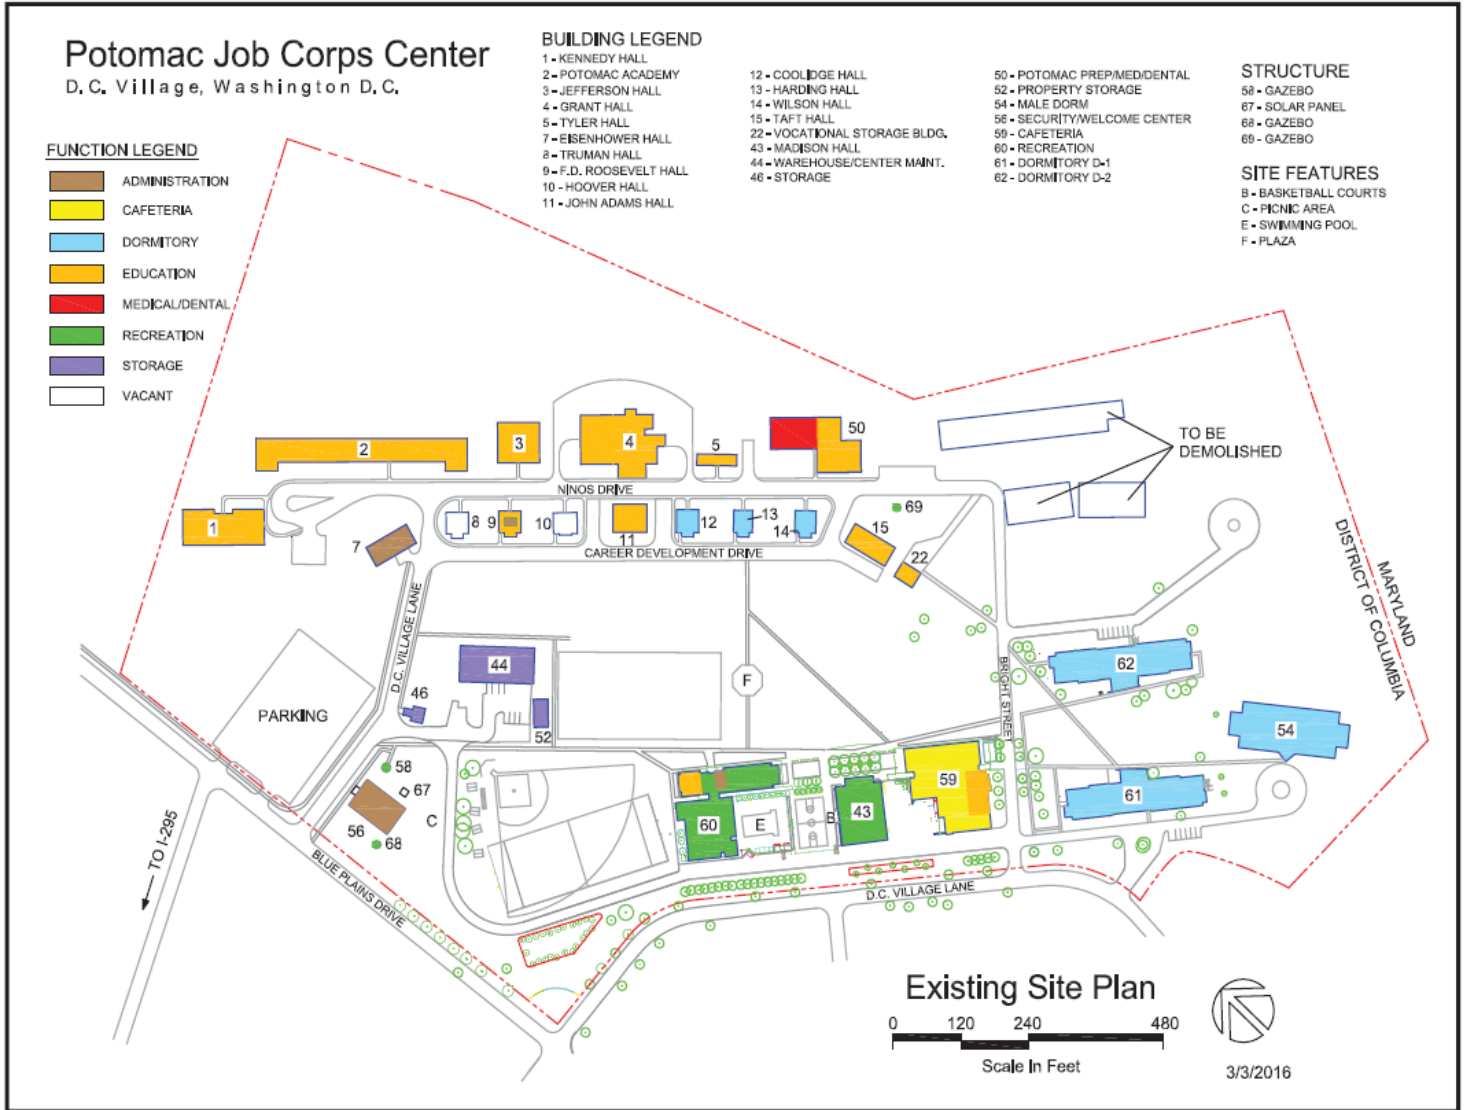 Potomac Job Corps Center
D.C. Village, Washington D.C.
FUNCTION LEGEND
ADMINISTRATION
CAFETERIA
DORMITORY
EDUCATION
MEDICAL/DENTAL
RECREATION
STORAGE
VACANT
BUILDING LEGEND
1 - KENNEDY HALL
2 - POTOMAC ACADEMY
3 - JEFFERSON HALL
4 - GRANT HALL
5 - TYLER HALL
7 - EISENHOWER HALL
8 - TRUMAN HALL
9 - F.D. ROOSEVELT HALL
10 - HOOVER HALL
11 - JOHN ADAMS HALL
12 - COOLIDGE HALL
13 - HARDING HALL
14 - WILSON HALL
15 - TAFT HALL
22 - VOCATIONAL STORAGE BLDG.
43 - MADISON HALL
44 - WAREHOUSE/CENTER MAINT.
46 - STORAGE
50 - POTOMAC PREP/MED/DENTAL
52 - PROPERTY STORAGE
54 - MALE DORM
56 - SECURITY/WELCOME CENTER
59 - CAFETERIA
60 - RECREATION
61 - DORMITORY D-1
62 - DORMITORY D-2
STRUCTURE
58 - GAZEBO
67 - SOLAR PANEL
68 - GAZEBO
69 - GAZEBO
SITE FEATURES
B - BASKETBALL COURTS
C - PICNIC AREA
E - SWIMMING POOL
F - PLAZA
2
3
4
5
50
TO BE
DEMOLISHED
NINOS DRIVE
1
7
8
9
10
11
12
13
14
15
69
22
CAREER DEVELOPMENT DRIVE
MARYLAND
DISTRICT OF COLUMBIA
D.C. VILLAGE LANE
44
46
52
F
BRIGHT STREET
62
54
61
PARKING
58
67
56
68
C
60
E
B
43
59
TO I-295
BLUE PLAINS DRIVE
D.C. VILLAGE LANE
Existing Site Plan
0 120 240 480
Scale In Feet
3/3/2016